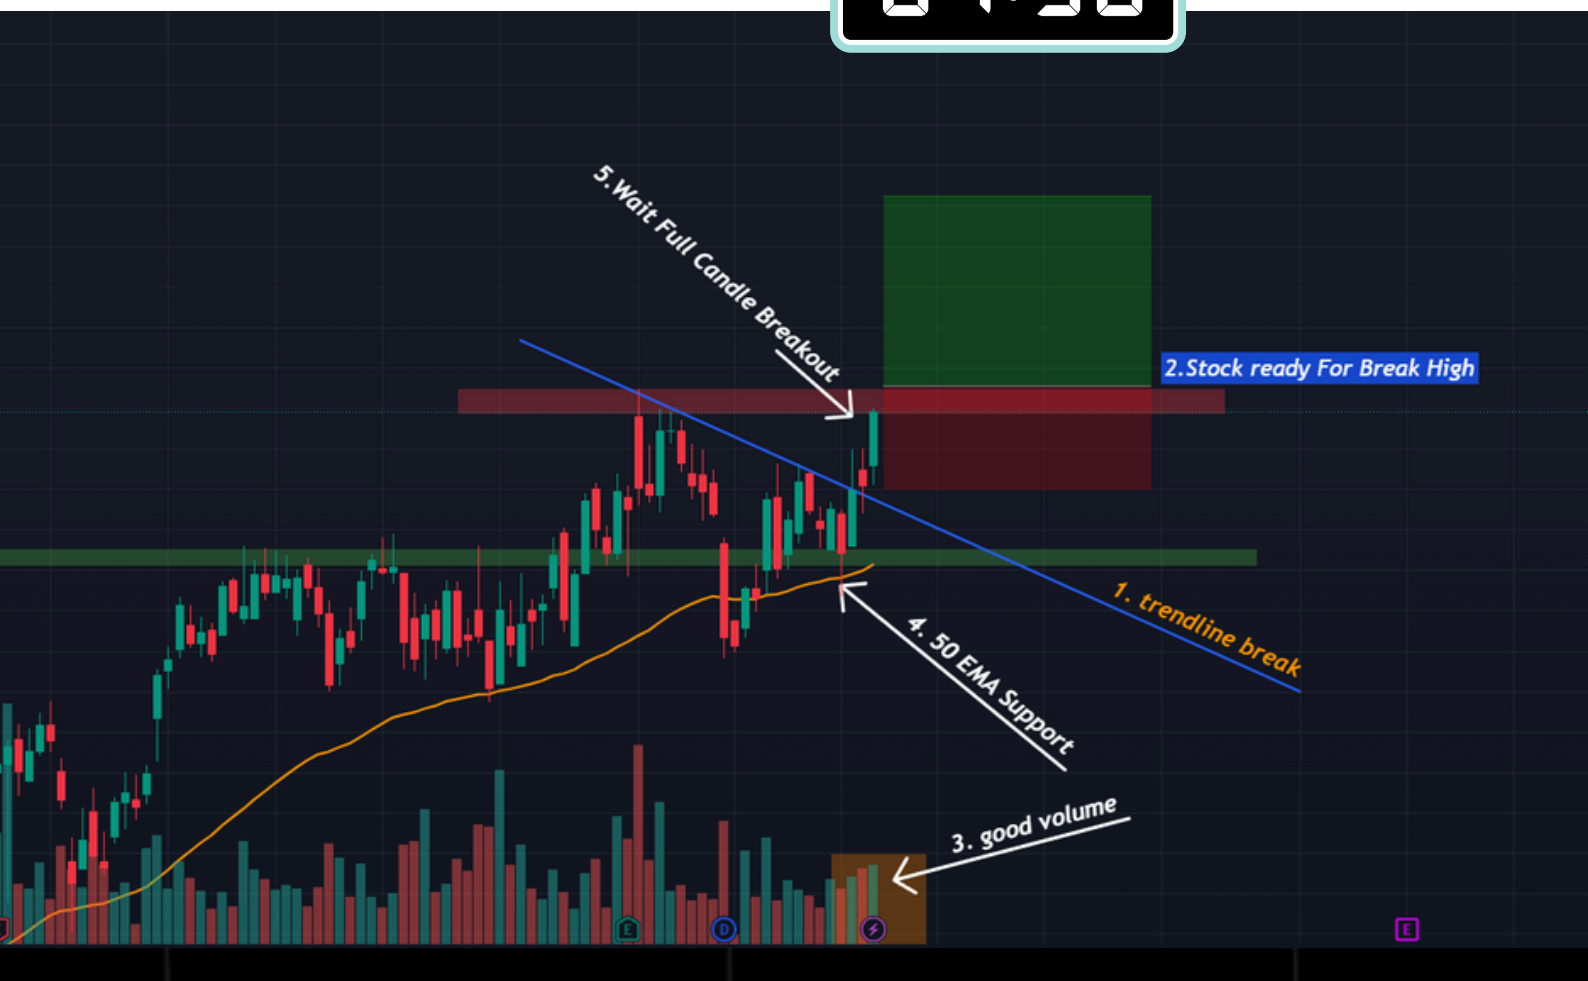 5.Wait Full Candle Breakout
2.Stock ready For Break High
1. trendline break
4. 50 EMA Support
3. good volume
E
D
E